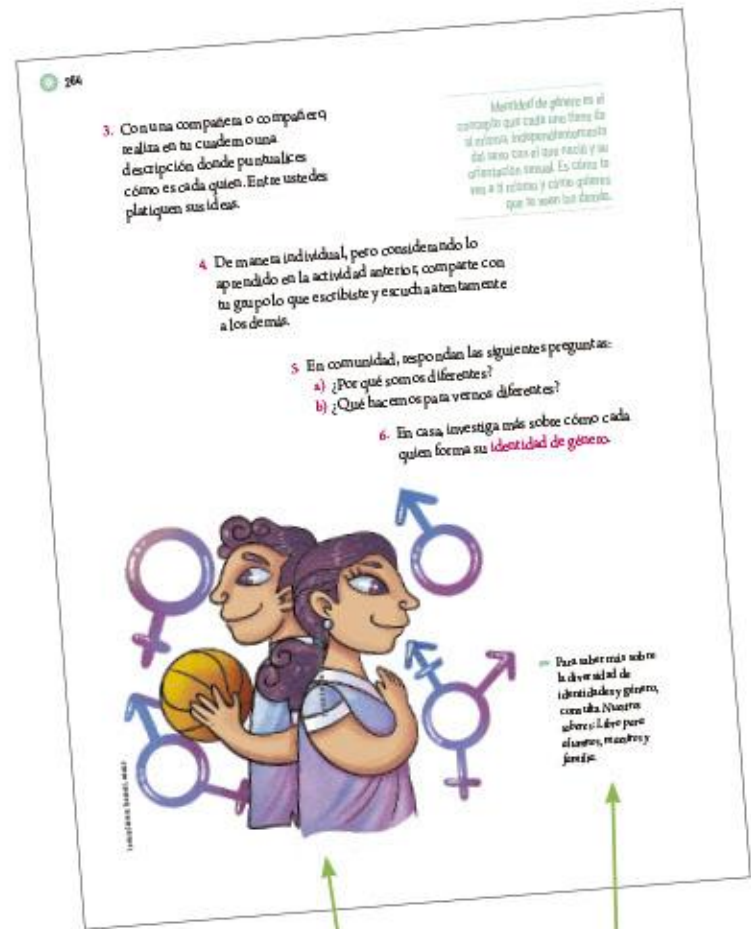 264
3. Con una compañera o compañero,
realiza en tu cuaderno una
descripción donde puntualices
cómo es cada quien. Entre ustedes
platiquen sus ideas.
Identidad de género es el
concepto que cada uno tiene de
sí mismo, independientemente
del sexo con el que nació y su
orientación sexual. Es cómo te
ves a ti mismo y cómo quieres
que te vean los demás.
4. De manera individual, pero considerando lo
aprendido en la actividad anterior, comparte con
tu grupo lo que escribiste y escucha atentamente
a los demás.
5. En comunidad, respondan las siguientes preguntas:
a) ¿Por qué somos diferentes?
b) ¿Qué hacemos para vernos diferentes?
6. En casa, investiga más sobre cómo cada
quien forma su identidad de género.
Para saber más sobre
la diversidad de
identidades y género,
consulta Nuestros
saberes: Libro para
alumnos, maestros y
familia.